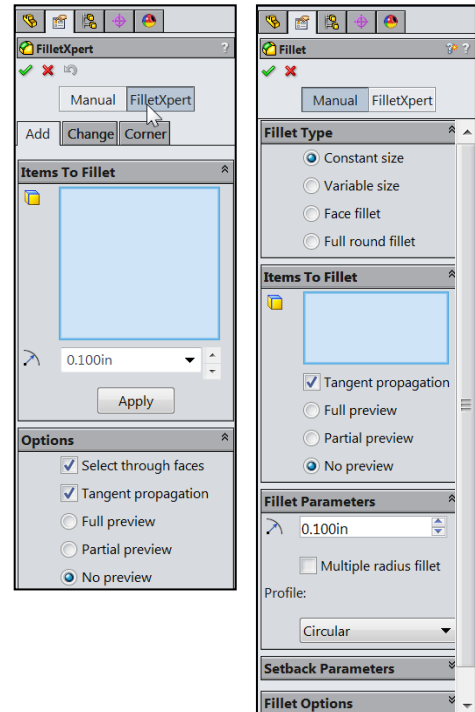 FilletXpert ?
Manual FilletXpert
Add Change Corner
Items To Fillet
0.100in
Apply
Options
Select through faces
Tangent propagation
Full preview
Partial preview
No preview
Fillet ? ?
Manual FilletXpert
Fillet Type
Constant size
Variable size
Face fillet
Full round fillet
Items To Fillet
Tangent propagation
Full preview
Partial preview
No preview
Fillet Parameters
0.100in
Multiple radius fillet
Profile:
Circular
Setback Parameters
Fillet Options